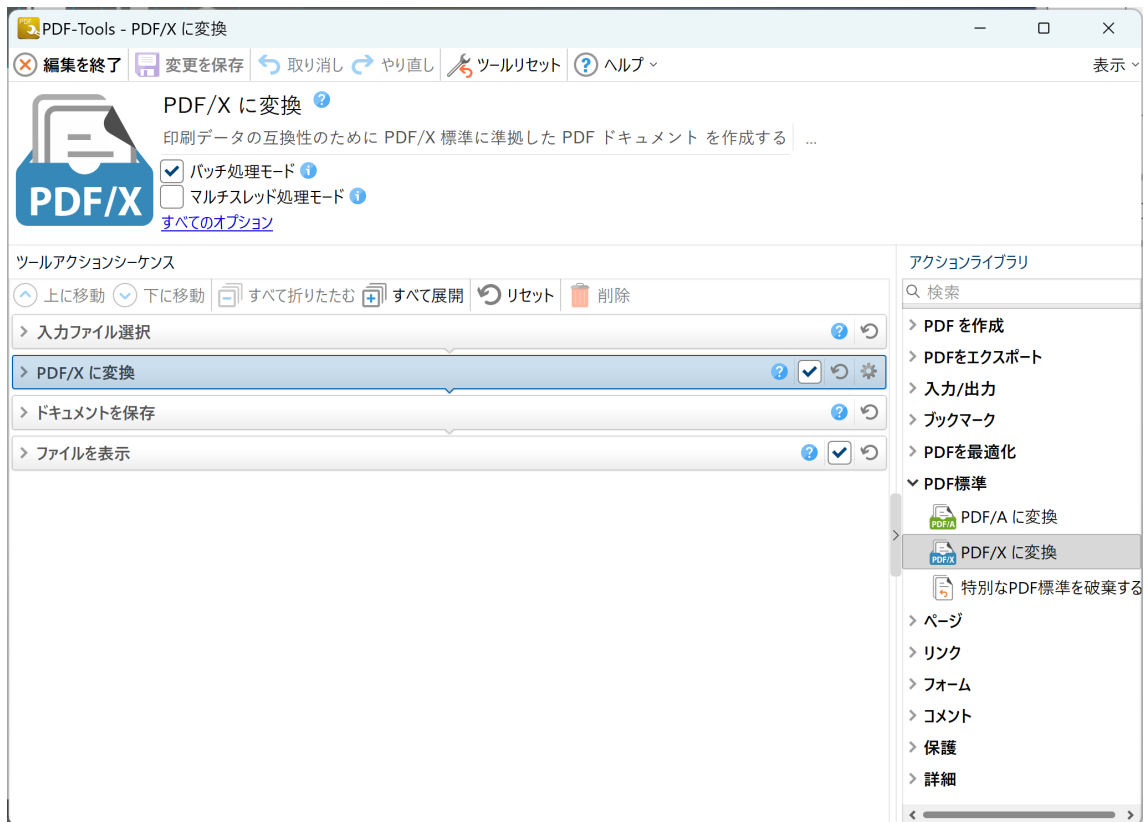 PDF-Tools - PDF/X に変換
編集を終了 変更を保存 取り消し やり直し ツールリセット ヘルプ 表示
PDF/X に変換
印刷データの互換性のために PDF/X 標準に準拠した PDF ドキュメント を作成する ...
バッチ処理モード
マルチスレッド処理モード
すべてのオプション
PDF/X
ツールアクションシーケンス
上に移動 下に移動 すべて折りたたむ すべて展開 リセット 削除
入力ファイル選択
PDF/X に変換
ドキュメントを保存
ファイルを表示
アクションライブラリ
検索
PDF を作成
PDFをエクスポート
入力/出力
ブックマーク
PDFを最適化
PDF標準
PDF/A に変換
PDF/X に変換
特別なPDF標準を破棄する
ページ
リンク
フォーム
コメント
保護
詳細